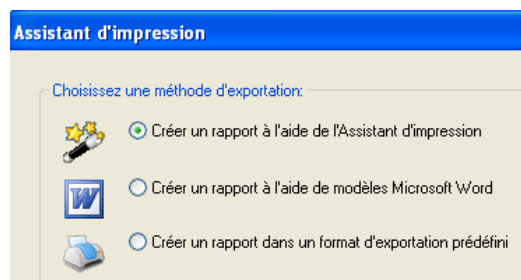 Assistant d'impression
Choisissez une méthode d'exportation:
Créer un rapport à l'aide de l'Assistant d'impression
Créer un rapport à l'aide de modèles Microsoft Word
W
Créer un rapport dans un format d'exportation prédéfini